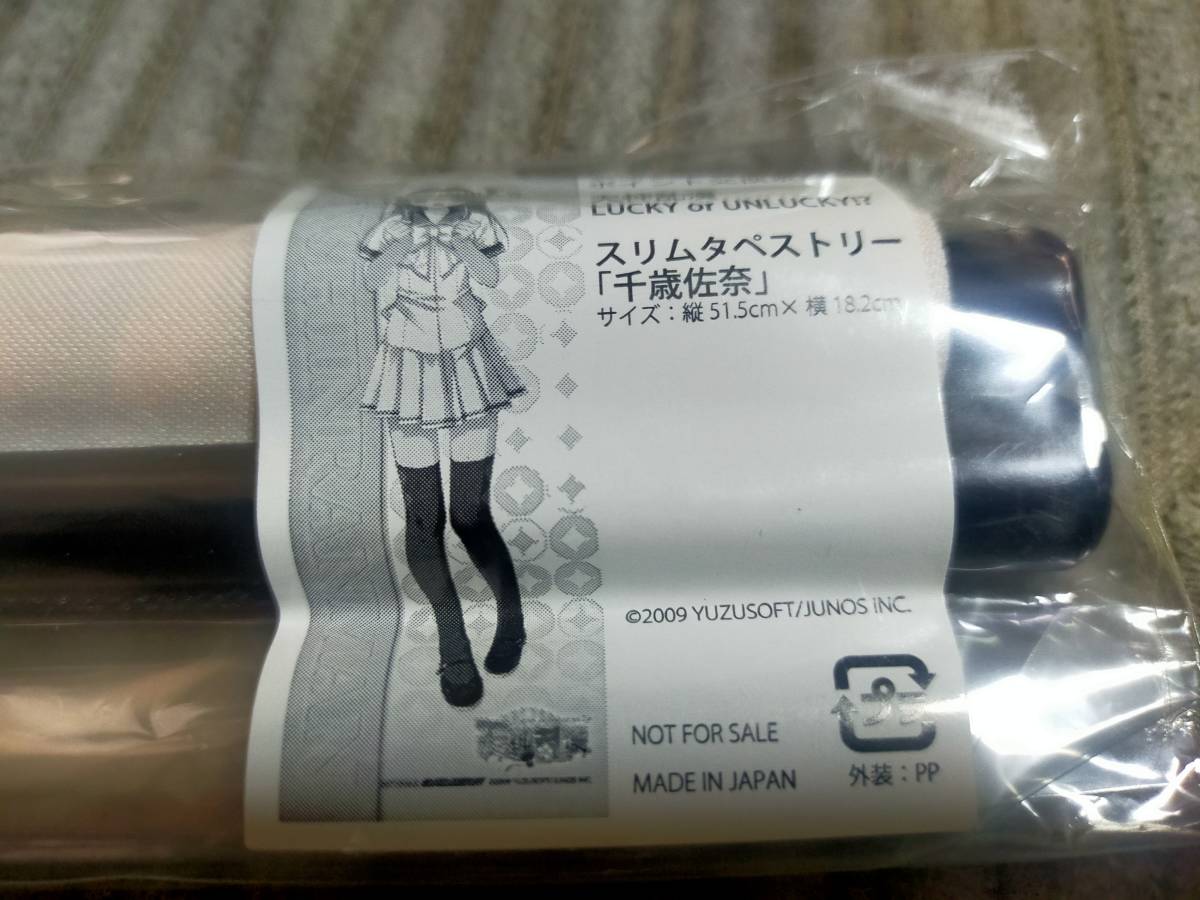 LUCKY or UNLUCKY!?
スリムタペストリー
「千歳佐奈」
サイズ:縦 51.5cm× 横 18.2cm
©2009 YUZUSOFT/JUNOS INC.
NOT FOR SALE
MADE IN JAPAN
プラ
外装:PP